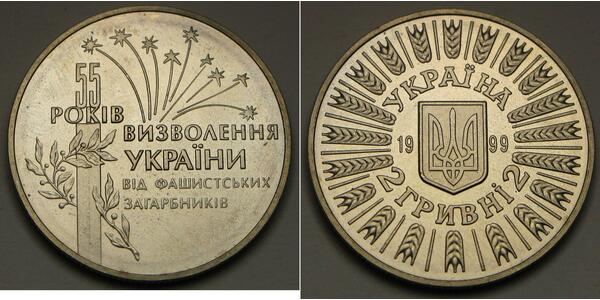 55
РОКІВ
ВИЗВОЛЕННЯ
УКРАЇНИ
ВІД ФАШИСТСЬКИХ
ЗАГАРБНИКІВ
УКРАЇНА
19 99
2 ГРИВНІ 2